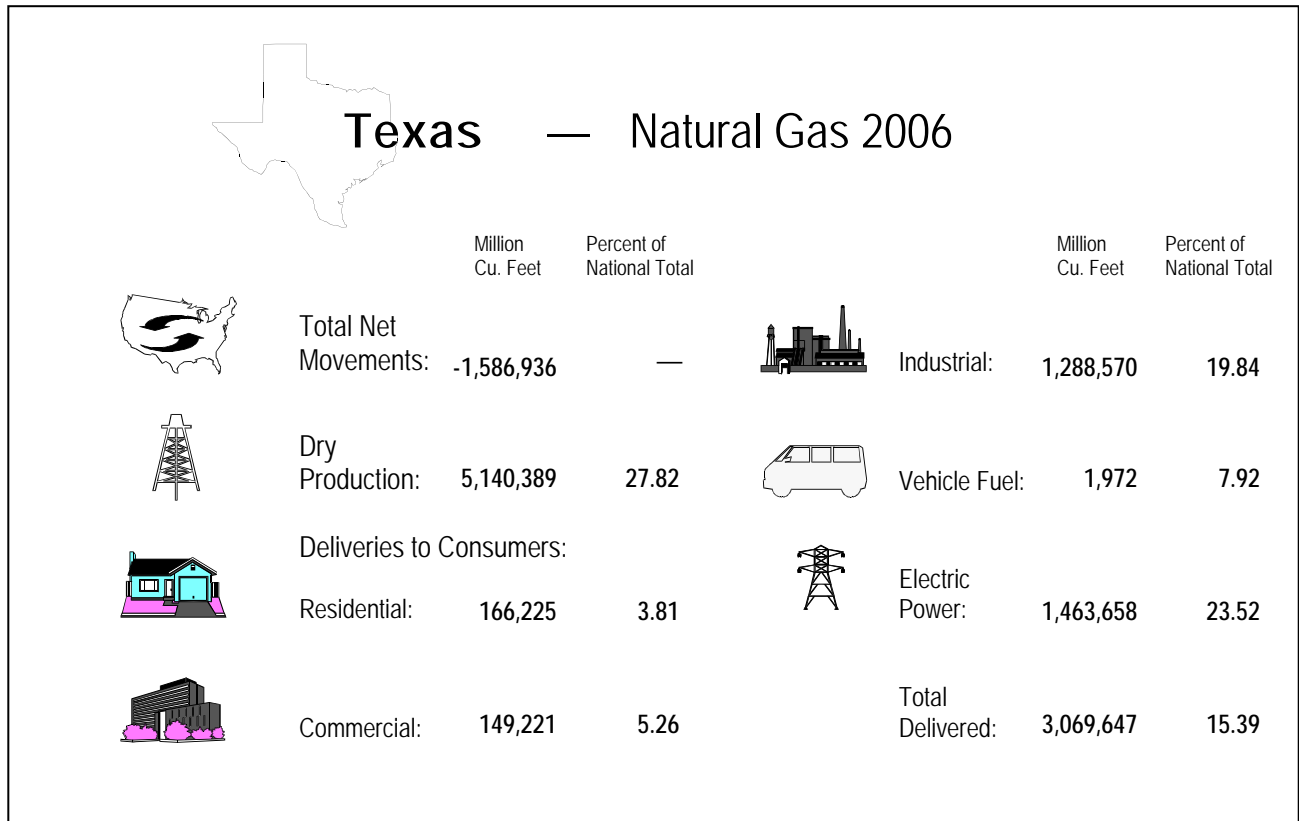 Texas — Natural Gas 2006
Million Cu. Feet
Percent of National Total
Total Net Movements: -1,586,936 —
Dry Production: 5,140,389 27.82
Deliveries to Consumers:
Residential: 166,225 3.81
Commercial: 149,221 5.26
Million Cu. Feet
Percent of National Total
Industrial: 1,288,570 19.84
Vehicle Fuel: 1,972 7.92
Electric Power: 1,463,658 23.52
Total Delivered: 3,069,647 15.39